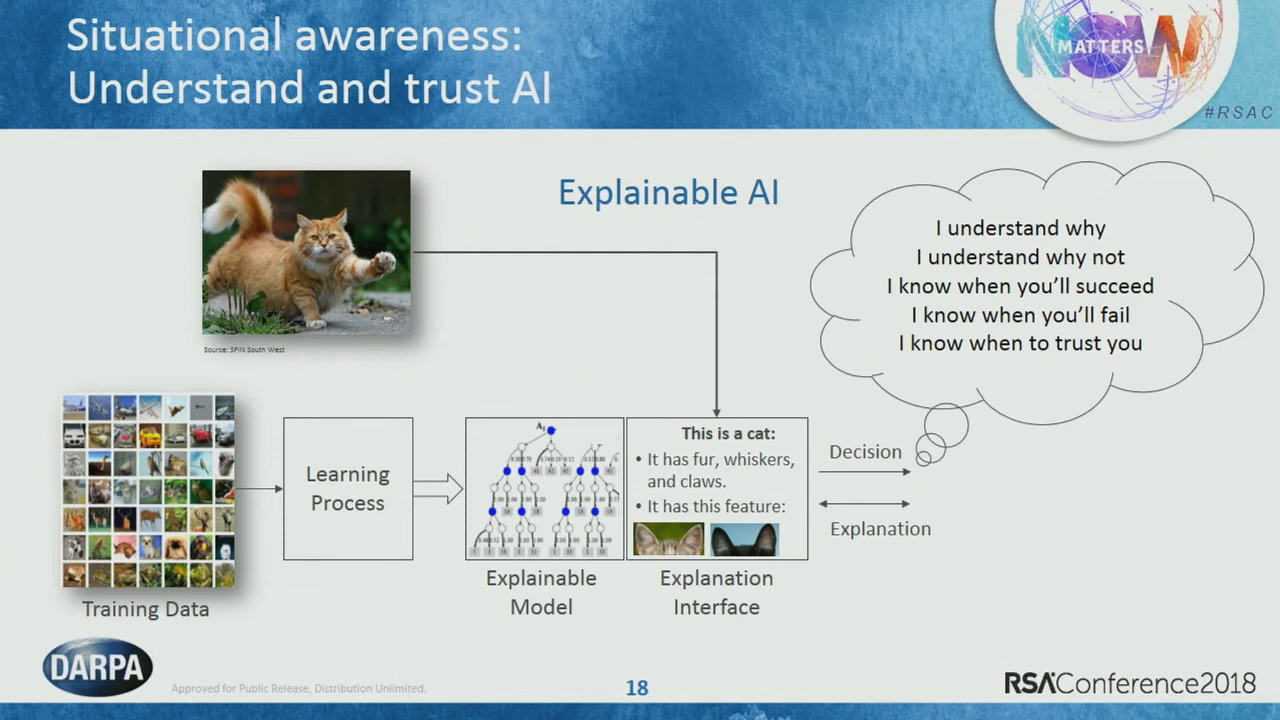 Situational awareness:
Understand and trust AI
NOW
MATTERS
#RSAC
Explainable AI
Source: SPIN South West
I understand why
I understand why not
I know when you'll succeed
I know when you'll fail
I know when to trust you
Training Data
Learning
Process
Explainable
Model
This is a cat:
• It has fur, whiskers,
and claws.
• It has this feature:
Explanation
Interface
Decision
Explanation
DARPA
Approved for Public Release, Distribution Unlimited.
18
RSAConference2018